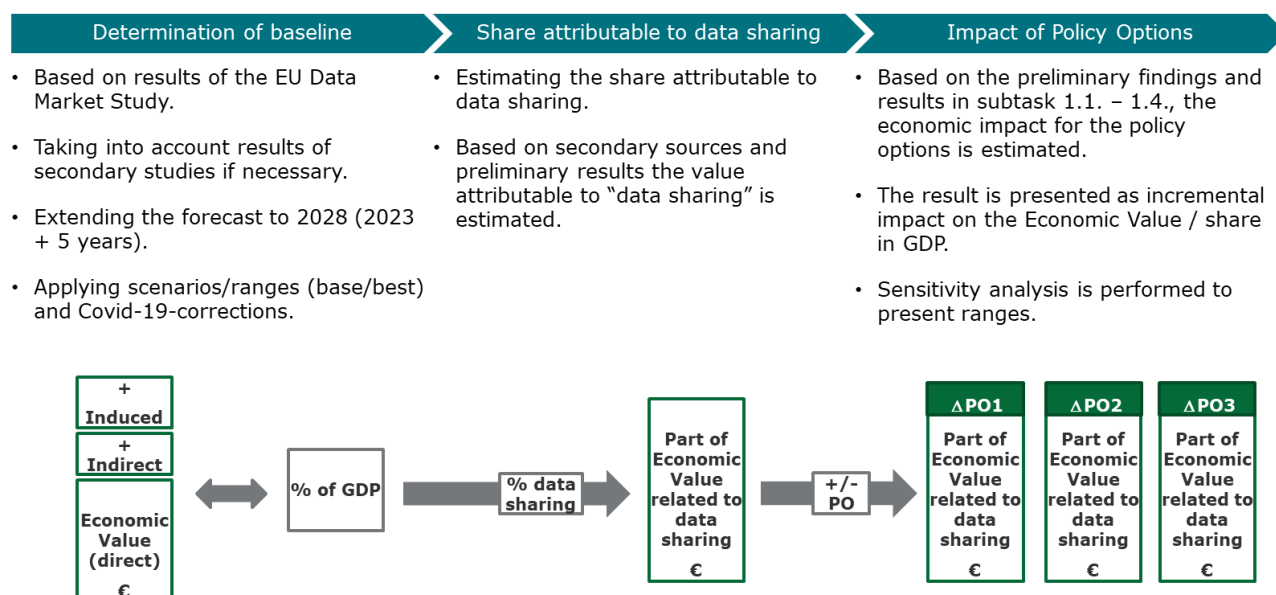 Determination of baseline
Share attributable to data sharing
Impact of Policy Options
• Based on results of the EU Data
Market Study.
• Taking into account results of
secondary studies if necessary.
• Extending the forecast to 2028 (2023
+ 5 years).
• Applying scenarios/ranges (base/best)
and Covid-19-corrections.
• Estimating the share attributable to
data sharing.
• Based on secondary sources and
preliminary results the value
attributable to “data sharing” is
estimated.
• Based on the preliminary findings and
results in subtask 1.1. – 1.4., the
economic impact for the policy
options is estimated.
• The result is presented as incremental
impact on the Economic Value / share
in GDP.
• Sensitivity analysis is performed to
present ranges.
+
Induced
+
Indirect
Economic
Value
(direct)
€
% of GDP
% data
sharing
Part of
Economic
Value
related to
data
sharing
€
+/-
PO
ΔPO1
Part of
Economic
Value
related to
data
sharing
€
ΔPO2
Part of
Economic
Value
related to
data
sharing
€
ΔPO3
Part of
Economic
Value
related to
data
sharing
€